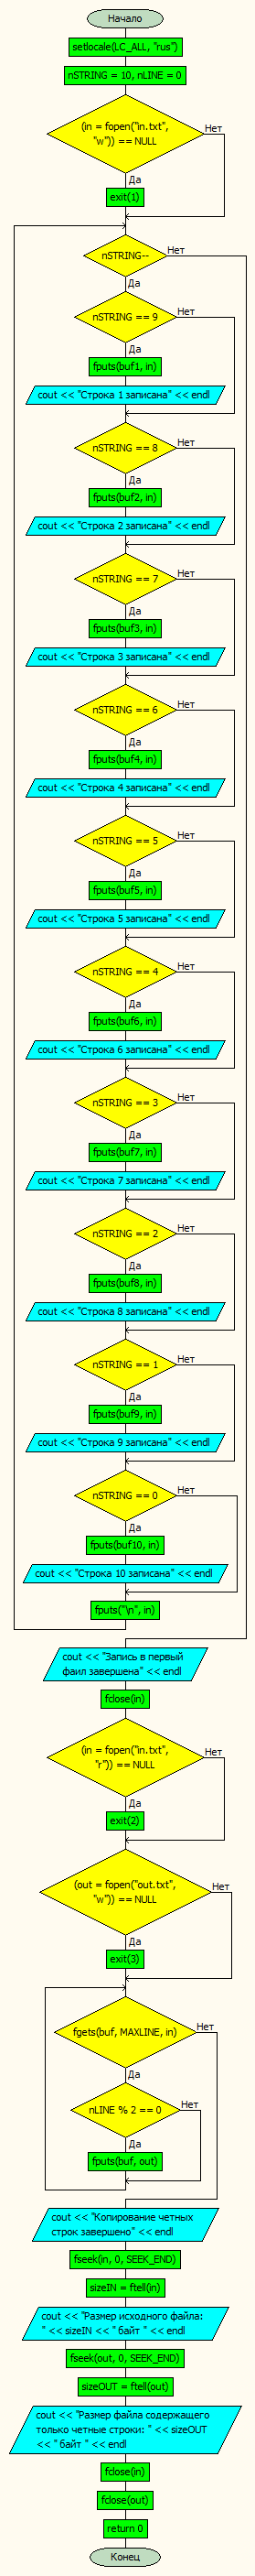 Начало
setlocale(LC_ALL, "rus")
nSTRING = 10, nLINE = 0
(in = fopen("in.txt",
"w")) == NULL
Нет
Да
exit(1)
nSTRING--
Нет
Да
nSTRING == 9
Нет
Да
fputs(buf1, in)
cout << "Строка 1 записана" << endl
nSTRING == 8
Нет
Да
fputs(buf2, in)
cout << "Строка 2 записана" << endl
nSTRING == 7
Нет
Да
fputs(buf3, in)
cout << "Строка 3 записана" << endl
nSTRING == 6
Нет
Да
fputs(buf4, in)
cout << "Строка 4 записана" << endl
nSTRING == 5
Нет
Да
fputs(buf5, in)
cout << "Строка 5 записана" << endl
nSTRING == 4
Нет
Да
fputs(buf6, in)
cout << "Строка 6 записана" << endl
nSTRING == 3
Нет
Да
fputs(buf7, in)
cout << "Строка 7 записана" << endl
nSTRING == 2
Нет
Да
fputs(buf8, in)
cout << "Строка 8 записана" << endl
nSTRING == 1
Нет
Да
fputs(buf9, in)
cout << "Строка 9 записана" << endl
nSTRING == 0
Нет
Да
fputs(buf10, in)
cout << "Строка 10 записана" << endl
fputs("\n", in)
cout << "Запись в первый
фаил завершена" << endl
fclose(in)
(in = fopen("in.txt",
"r")) == NULL
Нет
Да
exit(2)
(out = fopen("out.txt",
"w")) == NULL
Нет
Да
exit(3)
fgets(buf, MAXLINE, in)
Нет
Да
nLINE % 2 == 0
Нет
Да
fputs(buf, out)
cout << "Копирование четных
строк завершено" << endl
fseek(in, 0, SEEK_END)
sizeIN = ftell(in)
cout << "Размер исходного файла:
" << sizeIN << " байт " << endl
fseek(out, 0, SEEK_END)
sizeOUT = ftell(out)
cout << "Размер файла содержащего
только четные строки: " << sizeOUT
<< " байт " << endl
fclose(in)
fclose(out)
return 0
Конец